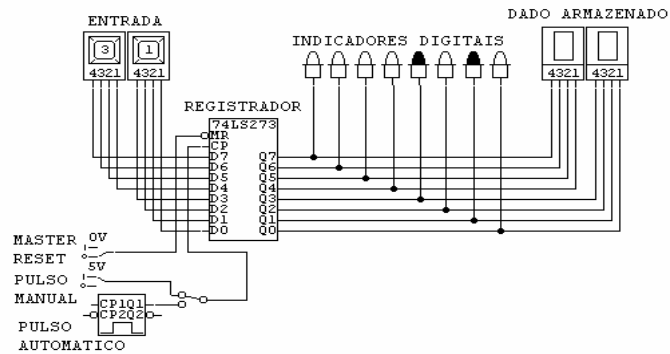 ENTRADA
DADO ARMAZENADO
INDICADORES DIGITAIS
3 1
4321 4321
4321 4321
REGISTRADOR
74LS273
MR
CP
D7 Q7
D6 Q6
D5 Q5
D4 Q4
D3 Q3
D2 Q2
D1 Q1
D0 Q0
MASTER RESET
0V
PULSO MANUAL
5V
CP1Q1
CP2Q2
PULSO AUTOMATICO